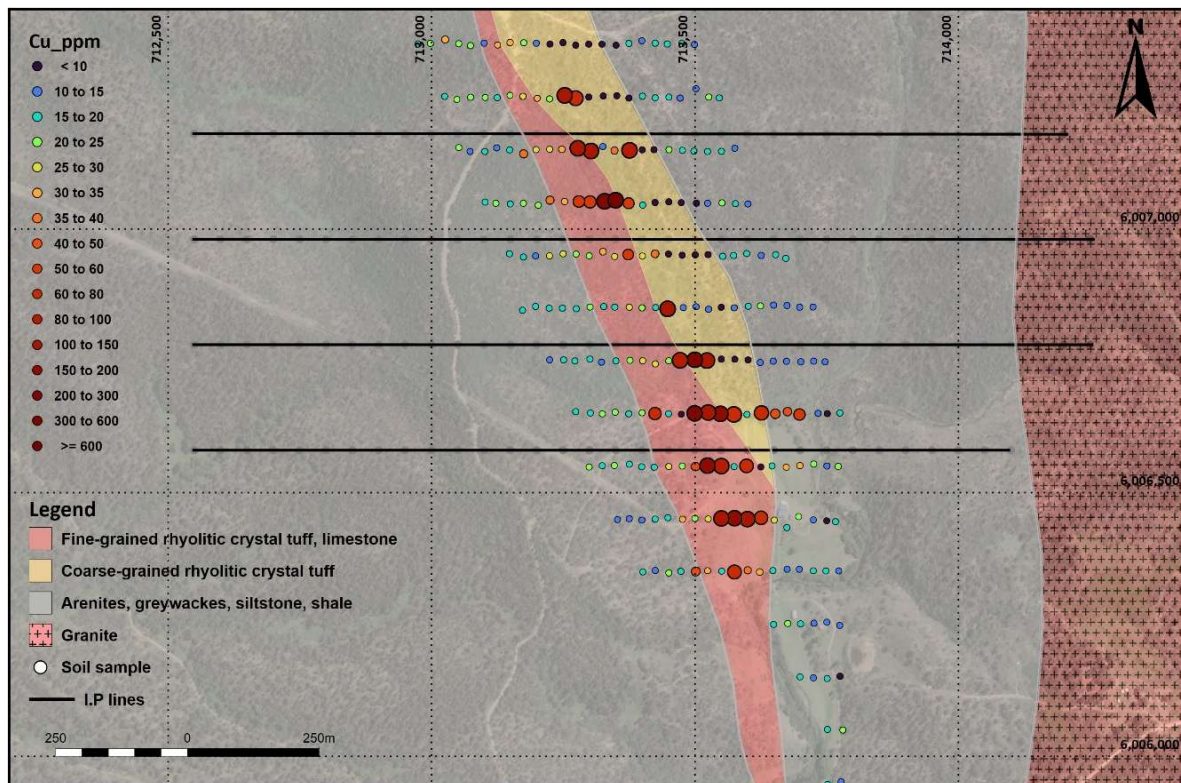 712,500
713,000
713,500
714,000
N
Cu_ppm
< 10
10 to 15
15 to 20
20 to 25
25 to 30
30 to 35
35 to 40
40 to 50
50 to 60
60 to 80
80 to 100
100 to 150
150 to 200
200 to 300
300 to 600
>= 600
6,007,000
6,006,500
Legend
Fine-grained rhyolitic crystal tuff, limestone
Coarse-grained rhyolitic crystal tuff
Arenites, greywackes, siltstone, shale
Granite
Soil sample
I.P lines
250 0 250m
6,006,000